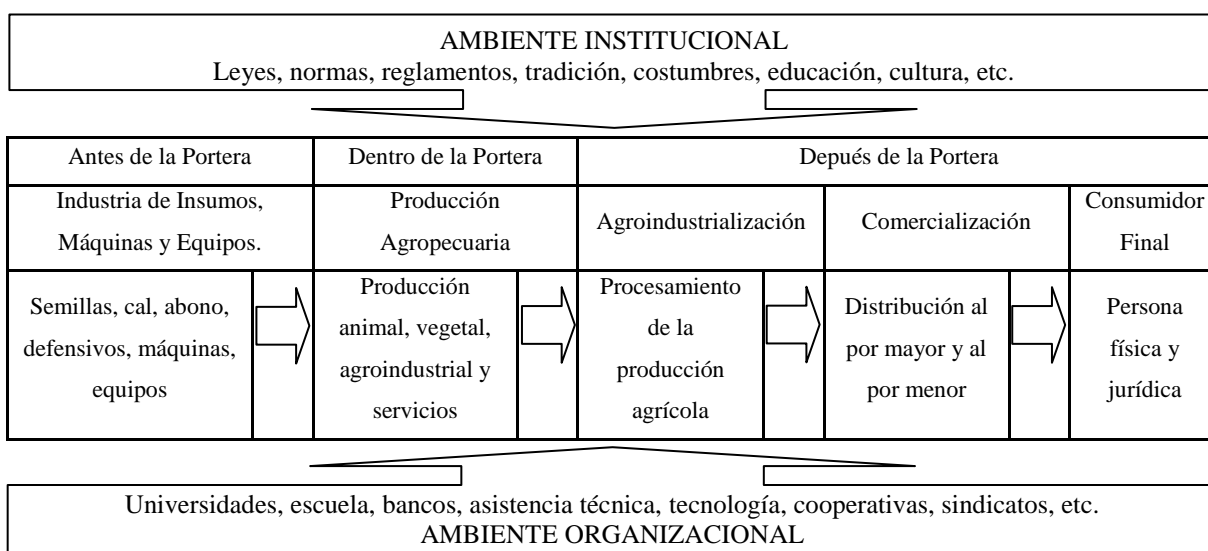 AMBIENTE INSTITUCIONAL
Leyes, normas, reglamentos, tradición, costumbres, educación, cultura, etc.
Antes de la Portera
Dentro de la Portera
Depués de la Portera
Industria de Insumos,
Máquinas y Equipos.
Producción
Agropecuaria
Agroindustrialización
Comercialización
Consumidor
Final
Semillas, cal, abono,
defensivos, máquinas,
equipos
Producción
animal, vegetal,
agroindustrial y
servicios
Procesamiento
de la
producción
agrícola
Distribución al
por mayor y al
por menor
Persona
física y
jurídica
Universidades, escuela, bancos, asistencia técnica, tecnología, cooperativas, sindicatos, etc.
AMBIENTE ORGANIZACIONAL